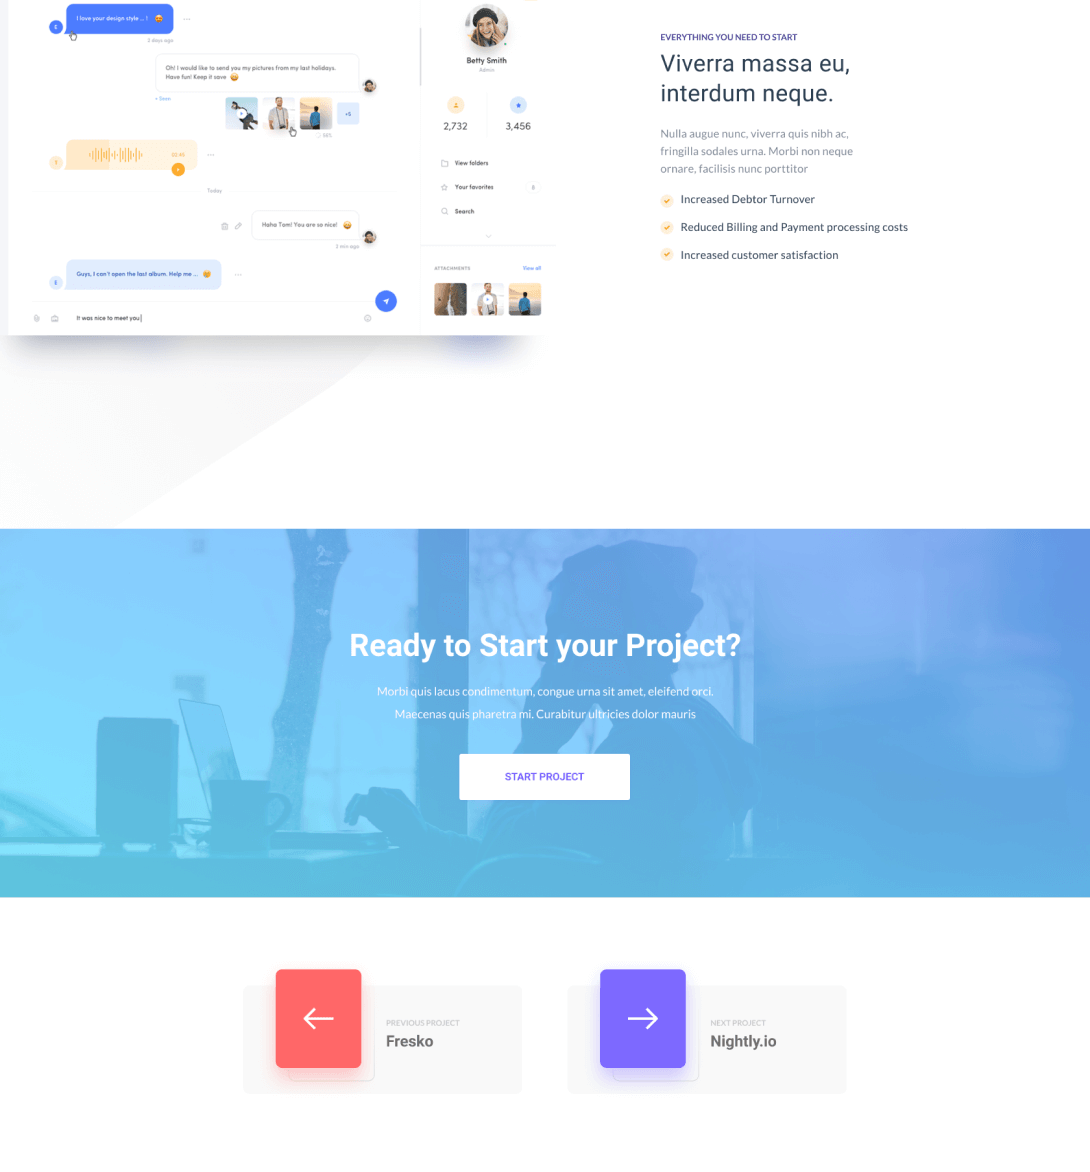 I love your design style .. !
2 days ago
Oh! I would like to send you my pictures from my last holidays.
Have fun! Keep it save
+5
98%
Today
Haha Tom! You are so nice!
2 min ago
Guys, I can't open the last album. Help me ...
It was nice to meet you
Betty Smith
Admin
2,732
3,456
View folders
Your favorites
8
Search
ATTACHMENTS
View all
EVERYTHING YOU NEED TO START
Viverra massa eu,
interdum neque.
Nulla augue nunc, viverra quis nibh ac,
fringilla sodales urna. Morbi non neque
ornare, facilisis nunc porttitor
Increased Debtor Turnover
Reduced Billing and Payment processing costs
Increased customer satisfaction
Ready to Start your Project?
Morbi quis lacus condimentum, congue urna sit amet, eleifend orci.
Maecenas quis pharetra mi. Curabitur ultricies dolor mauris
START PROJECT
PREVIOUS PROJECT
Fresko
NEXT PROJECT
Nightly.io